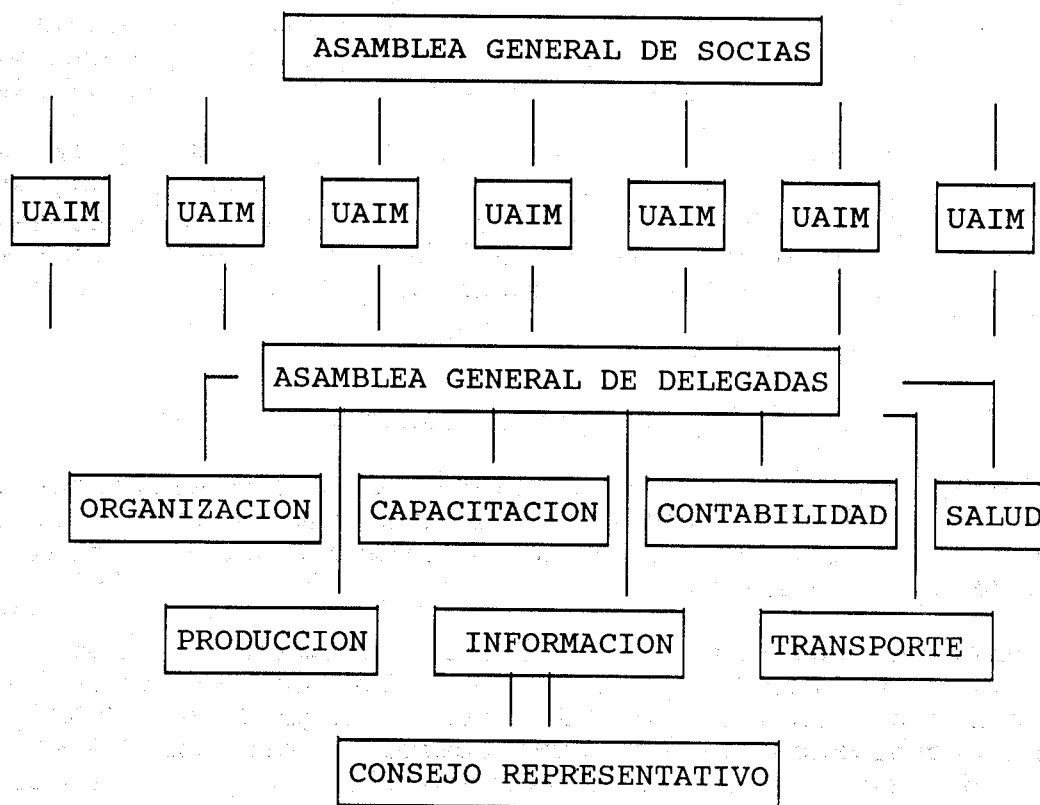 ASAMBLEA GENERAL DE SOCIAS
UAIM UAIM UAIM UAIM UAIM UAIM UAIM
ASAMBLEA GENERAL DE DELEGADAS
ORGANIZACION CAPACITACION CONTABILIDAD SALUD
PRODUCCION INFORMACION TRANSPORTE
CONSEJO REPRESENTATIVO